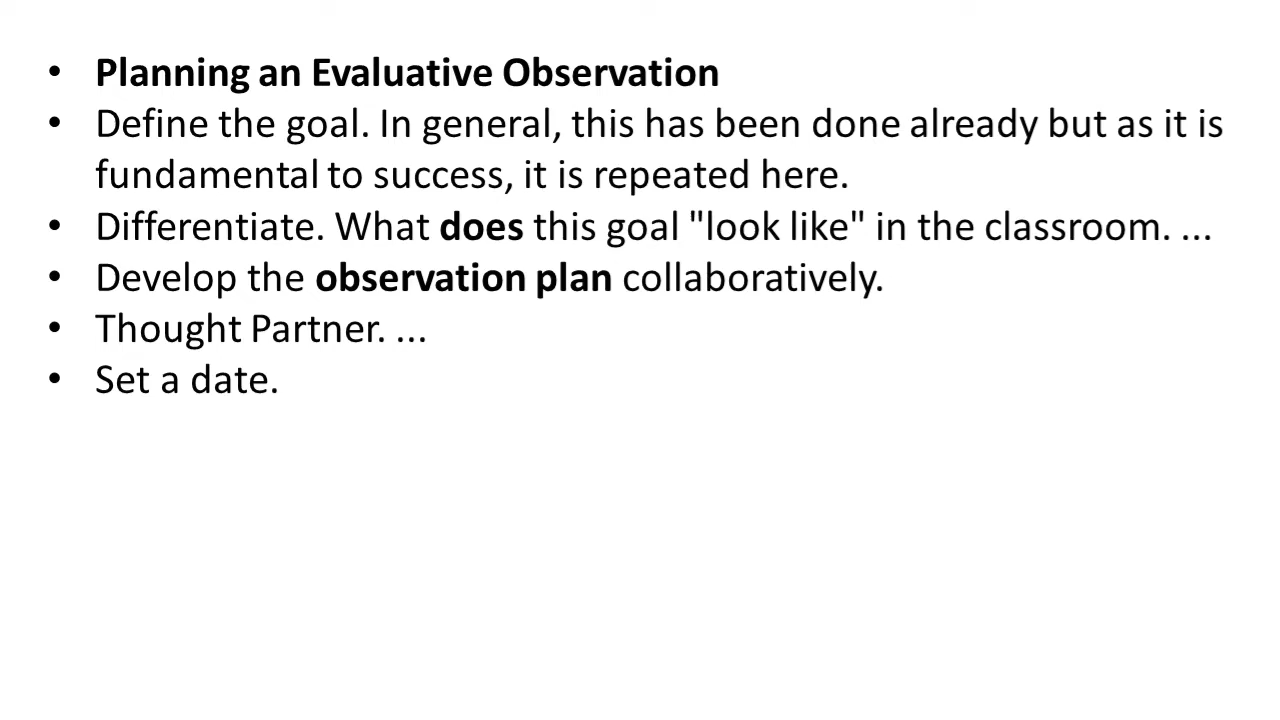 • Planning an Evaluative Observation
• Define the goal. In general, this has been done already but as it is
fundamental to success, it is repeated here.
• Differentiate. What does this goal "look like" in the classroom. ...
• Develop the observation plan collaboratively.
• Thought Partner. ...
• Set a date.